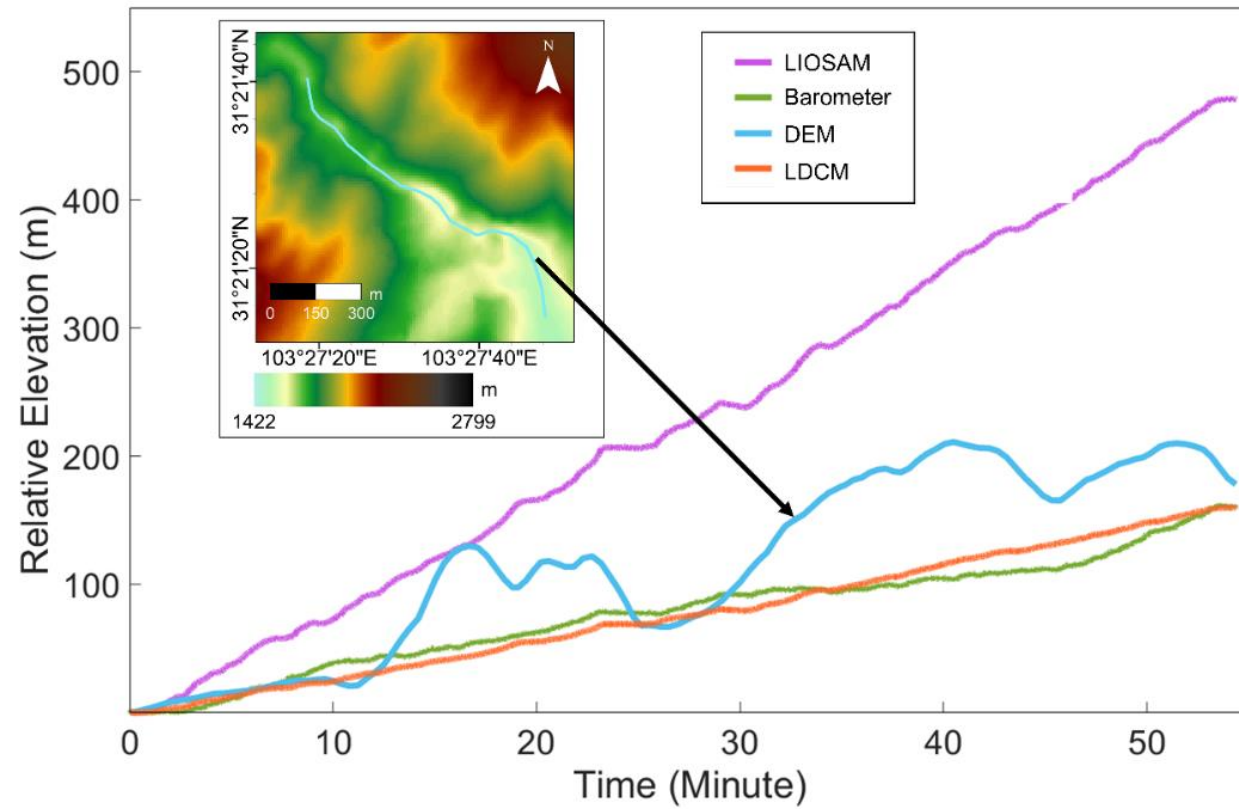 500
400
300
200
100
0
10
20
30
40
50
Relative Elevation (m)
Time (Minute)
31°21'40"N
31°21'20"N
N
m
0 150 300
103°27'20"E 103°27'40"E
m
1422 2799
LIOSAM
Barometer
DEM
LDCM